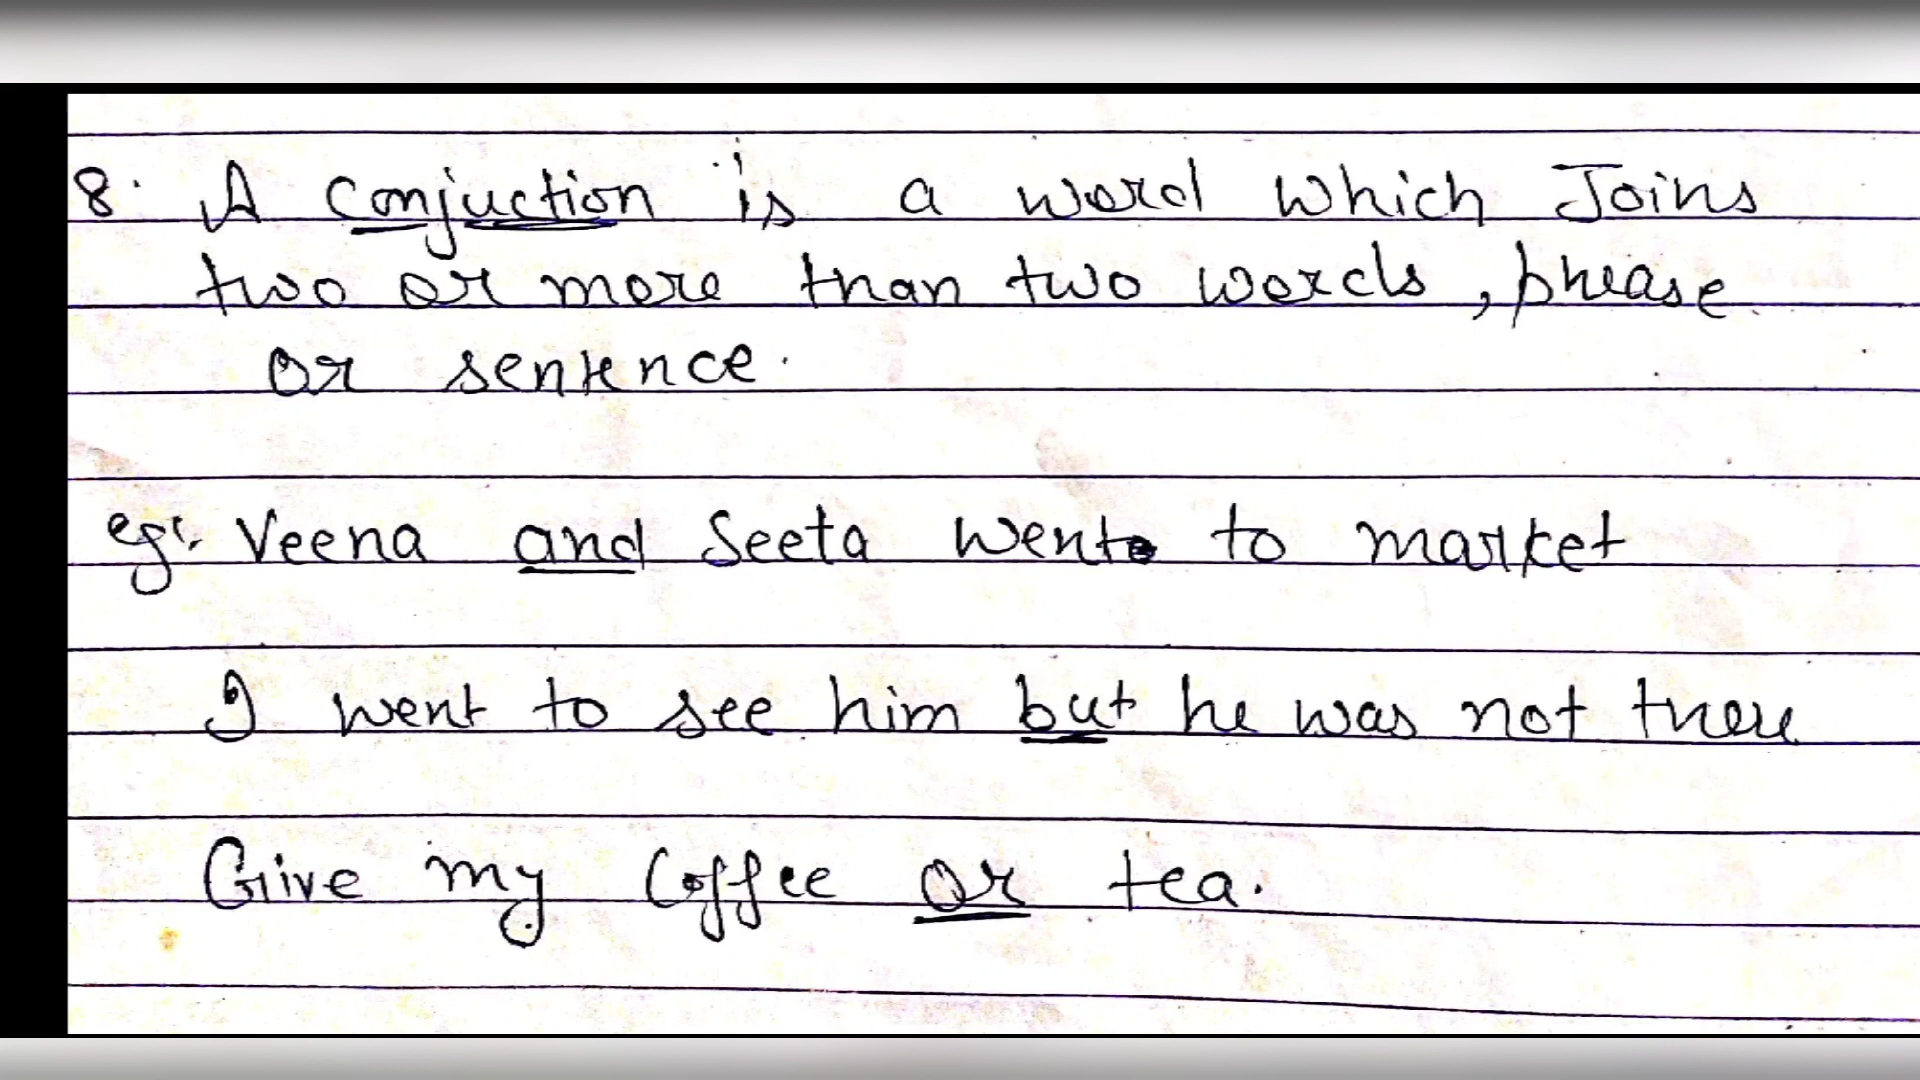 8. A conjuction is a word which Joins
two or more than two words, phrase
or sentence.
eg:. Veena and Seeta went to market
I went to see him but he was not there
Give my Coffee or tea.